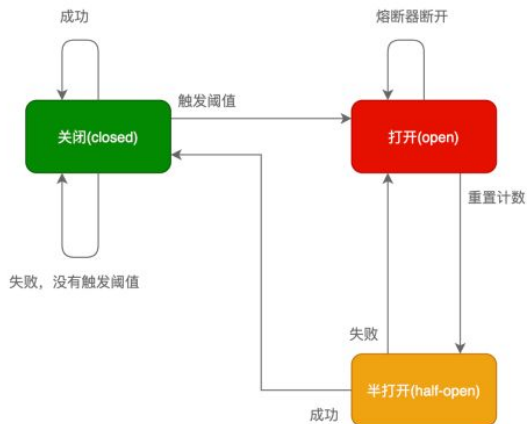 成功
熔断器断开
触发阈值
关闭(closed)
打开(open)
重置计数
失败，没有触发阈值
失败
半打开(half-open)
成功